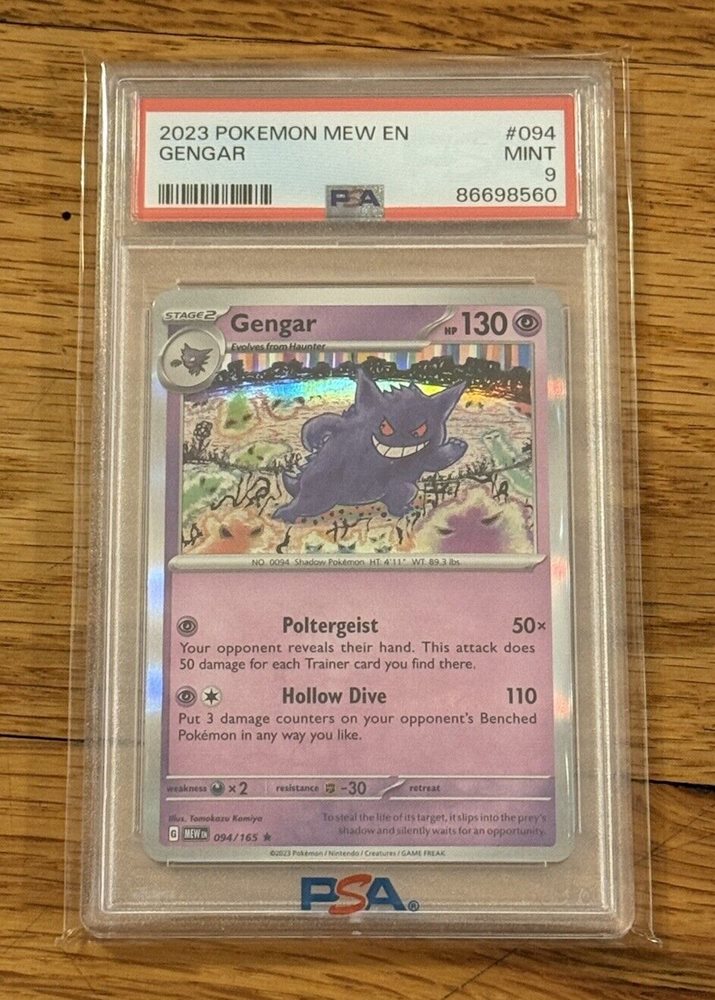 2023 POKEMON MEW EN #094
GENGAR MINT
9
PSA 86698560
STAGE2 Gengar HP 130
Evolves from Haunter
NO. 0094 Shadow Pokémon HT: 4'11" WT: 89.3 lbs
Poltergeist 50×
Your opponent reveals their hand. This attack does
50 damage for each Trainer card you find there.
Hollow Dive 110
Put 3 damage counters on your opponent's Benched
Pokémon in any way you like.
weakness ×2 resistance -30 retreat
Illus. Tomokazu Komiya To steal the life of its target, it slips into the prey's
shadow and silently waits for an opportunity.
G MEW EN 094/165 ★
©2023 Pokémon / Nintendo / Creatures / GAME FREAK
PSA®